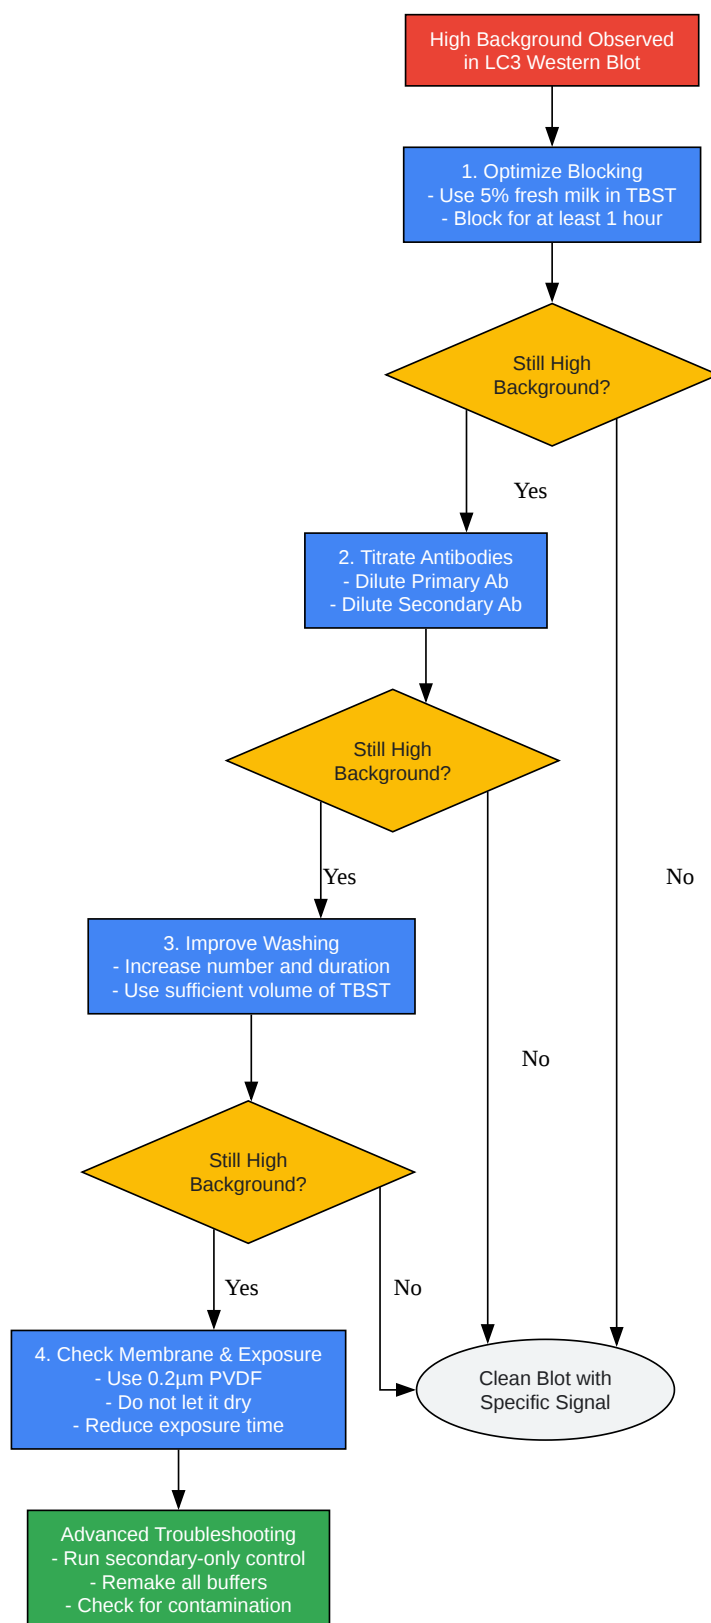 High Background Observed
in LC3 Western Blot
1. Optimize Blocking
- Use 5% fresh milk in TBST
- Block for at least 1 hour
Still High
Background?
Yes
2. Titrate Antibodies
- Dilute Primary Ab
- Dilute Secondary Ab
Still High
Background?
Yes
No
3. Improve Washing
- Increase number and duration
- Use sufficient volume of TBST
No
Still High
Background?
Yes
No
4. Check Membrane & Exposure
- Use 0.2µm PVDF
- Do not let it dry
- Reduce exposure time
Clean Blot with
Specific Signal
Advanced Troubleshooting
- Run secondary-only control
- Remake all buffers
- Check for contamination